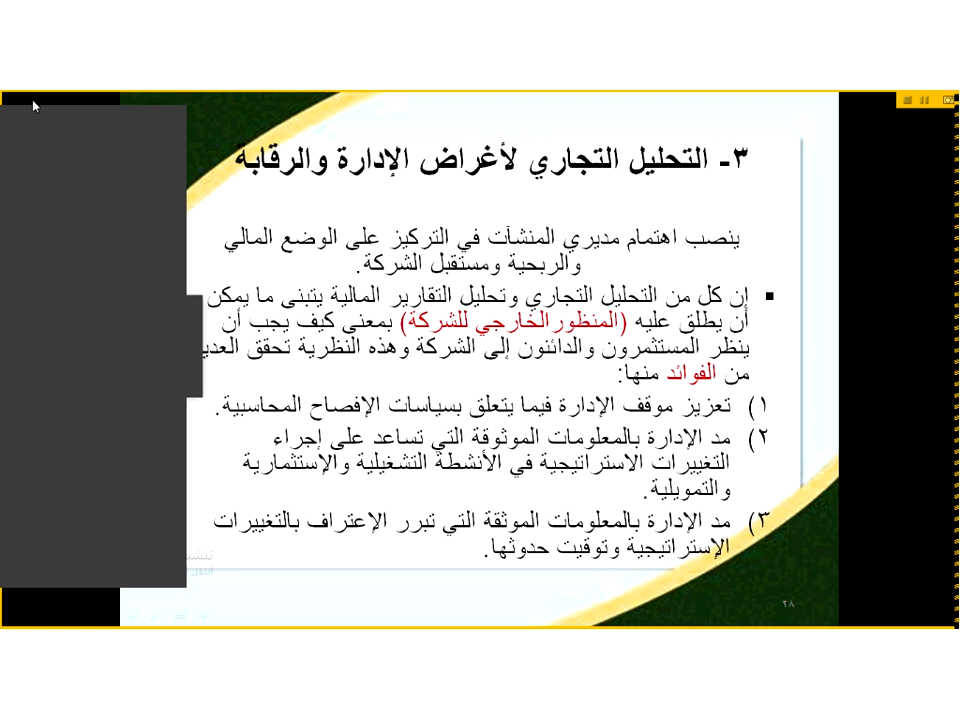 ٣- التحليل التجاري لأغراض الإدارة والرقابة
ينصب اهتمام مديري المنشآت في التركيز على الوضع المالي
والربحية ومستقبل الشركة.
▪ إن كل من التحليل التجاري وتحليل التقارير المالية يتبنى ما يمكن
أن يطلق عليه (المنظورالخارجي للشركة) بمعنى كيف يجب أن
ينظر المستثمرون والدائنون إلى الشركة وهذه النظرية تحقق
من الفوائد منها:
١) تعزيز موقف الإدارة فيما يتعلق بسياسات الإفصاح المحاسبية.
٢) مد الإدارة بالمعلومات الموثوقة التي تساعد على إجراء
التغييرات الاستراتيجية في الأنشطة التشغيلية والإستثمارية
والتمويلية.
٣) مد الإدارة بالمعلومات الموثقة التي تبرر الإعتراف بالتغييرات
الإستراتيجية وتوقيت حدوثها.
٢٨